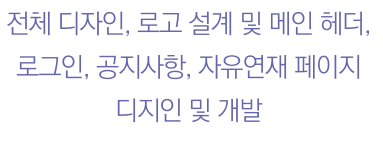 전체 디자인, 로고 설계 및 메인 헤더,
로그인, 공지사항, 자유연재 페이지
디지인 및 개발